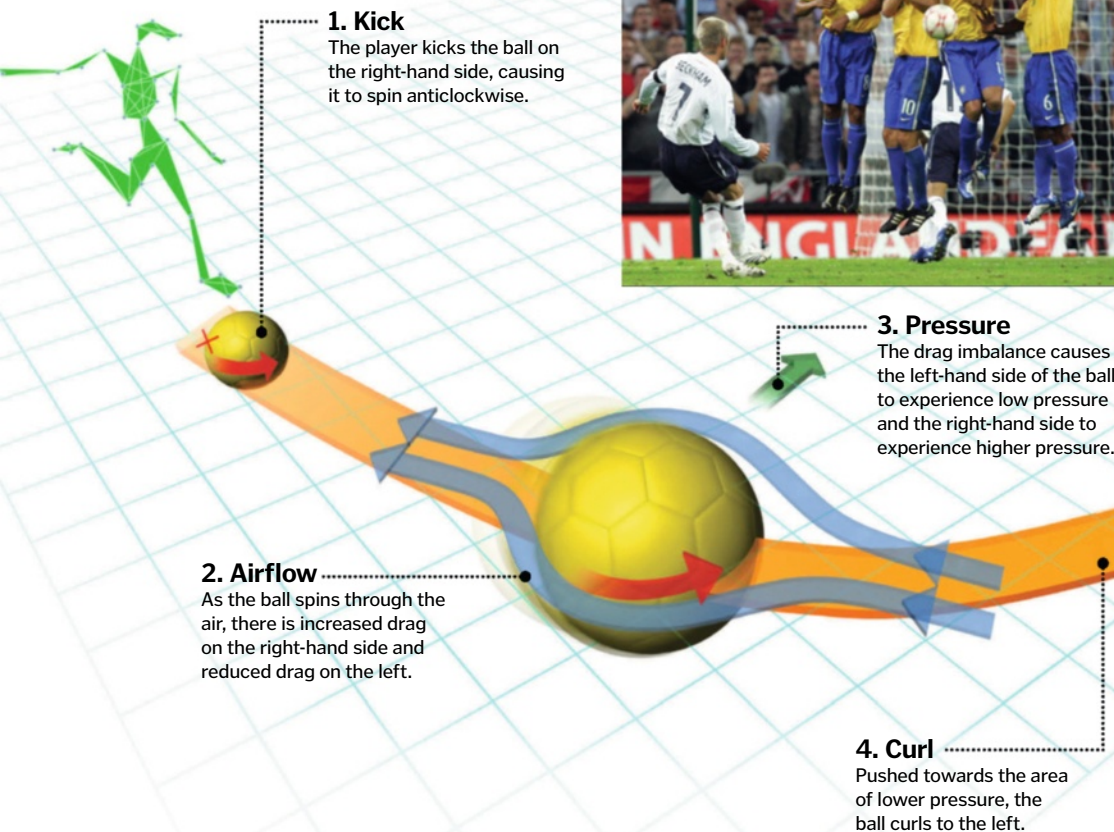 1. Kick
The player kicks the ball on
the right-hand side, causing
it to spin anticlockwise.
BECKHAM
7
10
6
N ENGLAND FA
3. Pressure
The drag imbalance causes
the left-hand side of the ball
to experience low pressure
and the right-hand side to
experience higher pressure.
2. Airflow
As the ball spins through the
air, there is increased drag
on the right-hand side and
reduced drag on the left.
4. Curl
Pushed towards the area
of lower pressure, the
ball curls to the left.